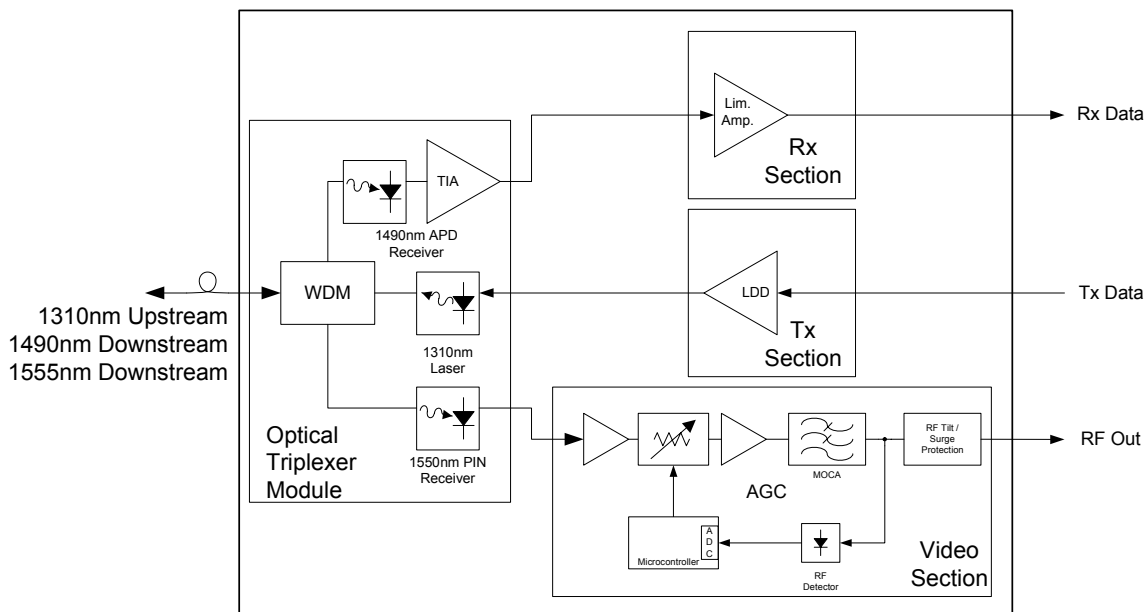 Lim.
Amp.
Rx
Section
Rx Data
TIA
1490nm APD
Receiver
WDM
1310nm Upstream
1490nm Downstream
1555nm Downstream
1310nm
Laser
LDD
Tx
Section
Tx Data
1550nm PIN
Receiver
Optical
Triplexer
Module
MOCA
RF Tilt /
Surge
Protection
RF Out
AGC
Microcontroller
A
D
C
RF
Detector
Video
Section